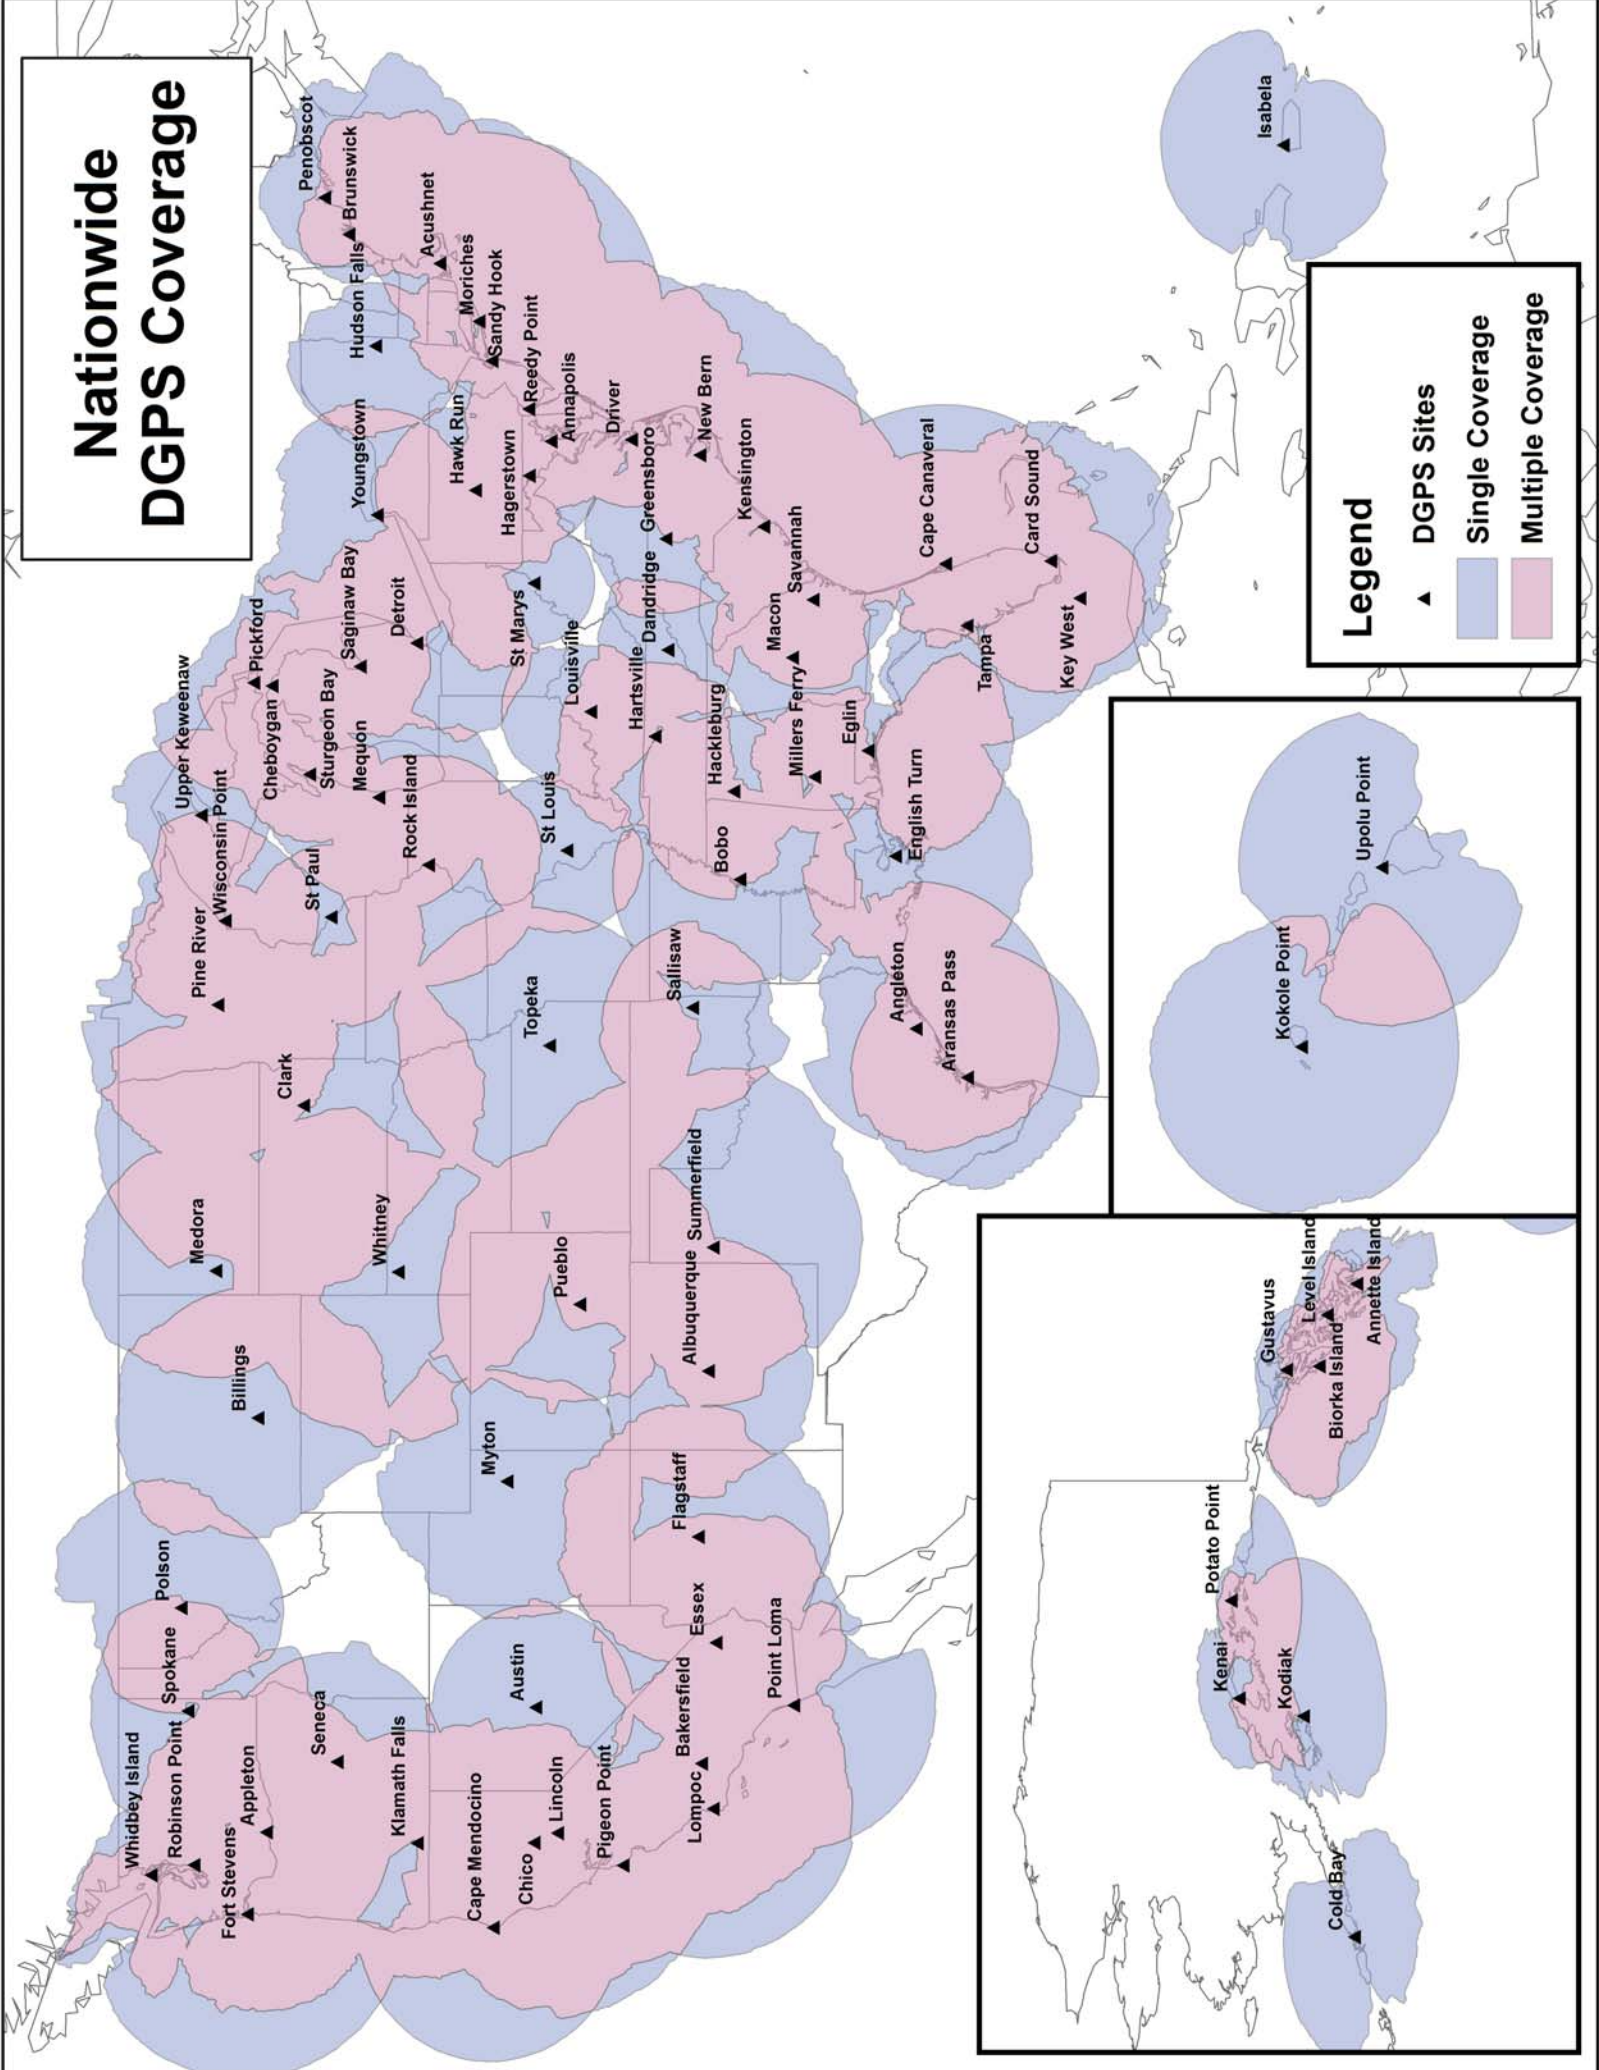 Nationwide
DGPS Coverage
Whidbey Island
Robinson Point
Spokane
Polson
Fort Stevens
Appleton
Seneca
Klamath Falls
Cape Mendocino
Chico
Lincoln
Austin
Pigeon Point
Lompoc
Bakersfield
Essex
Point Loma
Flagstaff
Myton
Billings
Medora
Whitney
Pueblo
Albuquerque
Summerfield
Clark
Topeka
Sallisaw
Angleton
Aransas Pass
Pine River
Wisconsin Point
Upper Keweenaw
St Paul
Rock Island
Mequon
Sturgeon Bay
Cheboygan
Pickford
Saginaw Bay
Detroit
St Louis
Bobo
Hackleburg
Hartsville
Louisville
St Marys
Dandridge
Greensboro
Millers Ferry
Macon
Eglin
English Turn
Savannah
Kensington
New Bern
Driver
Annapolis
Reedy Point
Hagerstown
Hawk Run
Youngstown
Hudson Falls
Sandy Hook
Moriches
Acushnet
Brunswick
Penobscot
Cape Canaveral
Card Sound
Tampa
Key West
Isabela
Cold Bay
Kenai
Kodiak
Potato Point
Gustavus
Biorka Island
Level Island
Annette Island
Kokole Point
Upolu Point
Legend
DGPS Sites
Single Coverage
Multiple Coverage